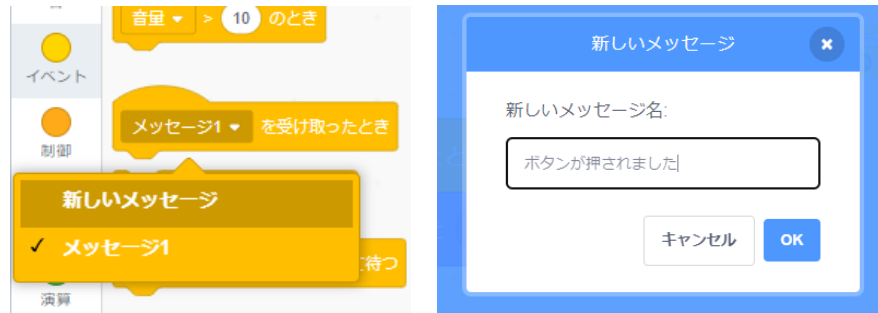 音量 > 10 のとき
イベント
メッセージ1 を受け取ったとき
制御
新しいメッセージ
✓ メッセージ1
待つ
演算
新しいメッセージ
新しいメッセージ名:
ボタンが押されました
キャンセル
OK